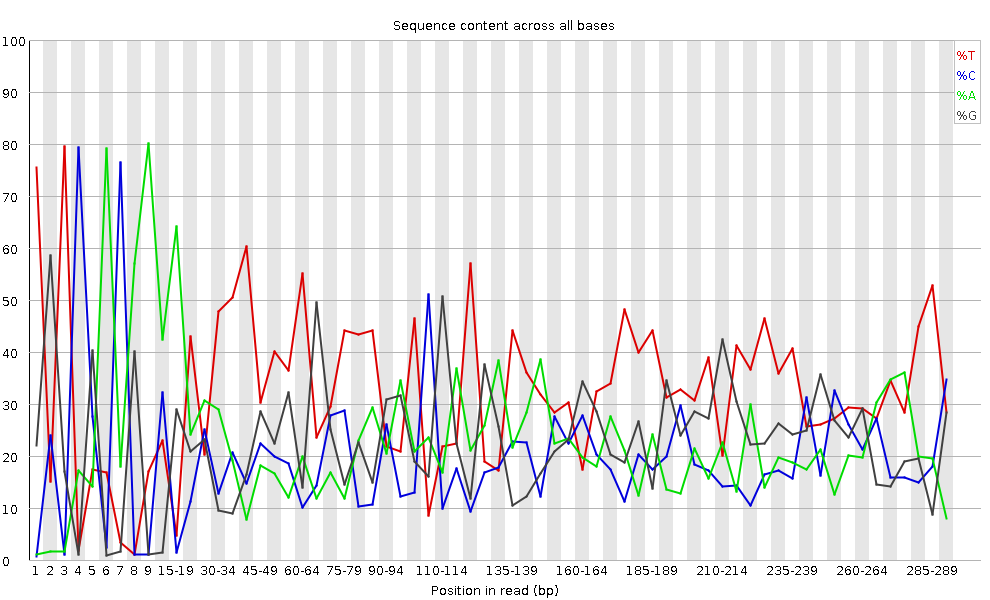 Sequence content across all bases
100
90
80
70
60
50
40
30
20
10
0
%T
%C
%A
%G
1 2 3 4 5 6 7 8 9 15-19 30-34 45-49 60-64 75-79 90-94 110-114 135-139 160-164 185-189 210-214 235-239 260-264 285-289
Position in read (bp)